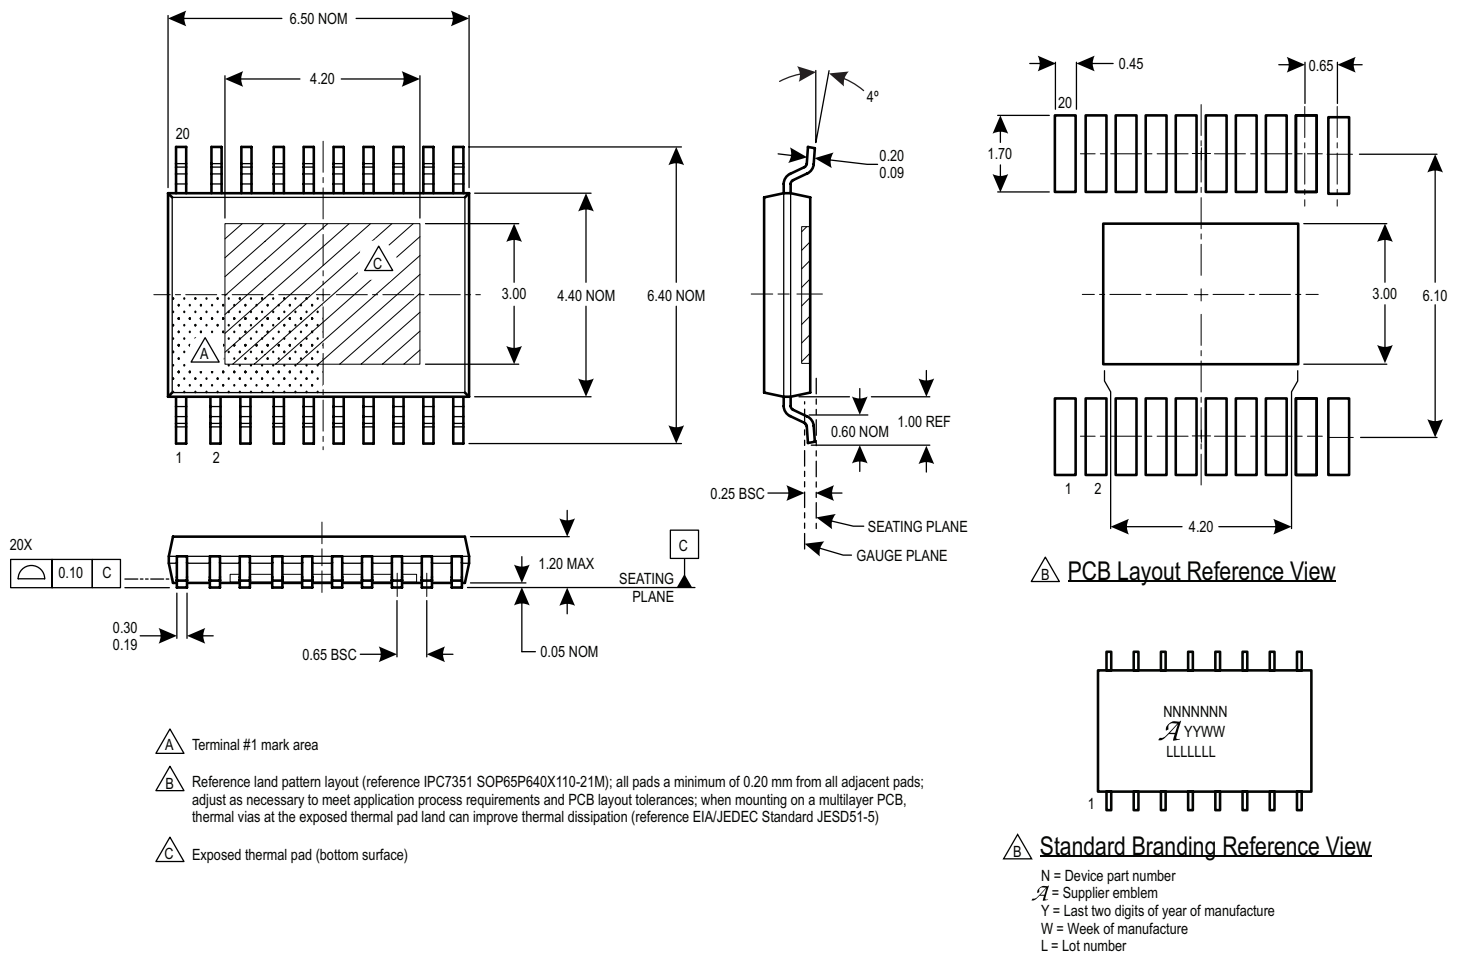 6.50 NOM
4.20
20
3.00
4.40 NOM
6.40 NOM
C
A
1
2
4º
0.20
0.09
1.00 REF
0.60 NOM
0.25 BSC
SEATING PLANE
GAUGE PLANE
0.45
0.65
20
1.70
3.00
6.10
1
2
4.20
B PCB Layout Reference View
20X
0.10 C
1.20 MAX
C
SEATING
PLANE
0.30
0.19
0.65 BSC
0.05 NOM
NNNNNNN
A YYWW
LLLLLLL
1
B Standard Branding Reference View
N = Device part number
A = Supplier emblem
Y = Last two digits of year of manufacture
W = Week of manufacture
L = Lot number
A Terminal #1 mark area
B Reference land pattern layout (reference IPC7351 SOP65P640X110-21M); all pads a minimum of 0.20 mm from all adjacent pads;
adjust as necessary to meet application process requirements and PCB layout tolerances; when mounting on a multilayer PCB,
thermal vias at the exposed thermal pad land can improve thermal dissipation (reference EIA/JEDEC Standard JESD51-5)
C Exposed thermal pad (bottom surface)